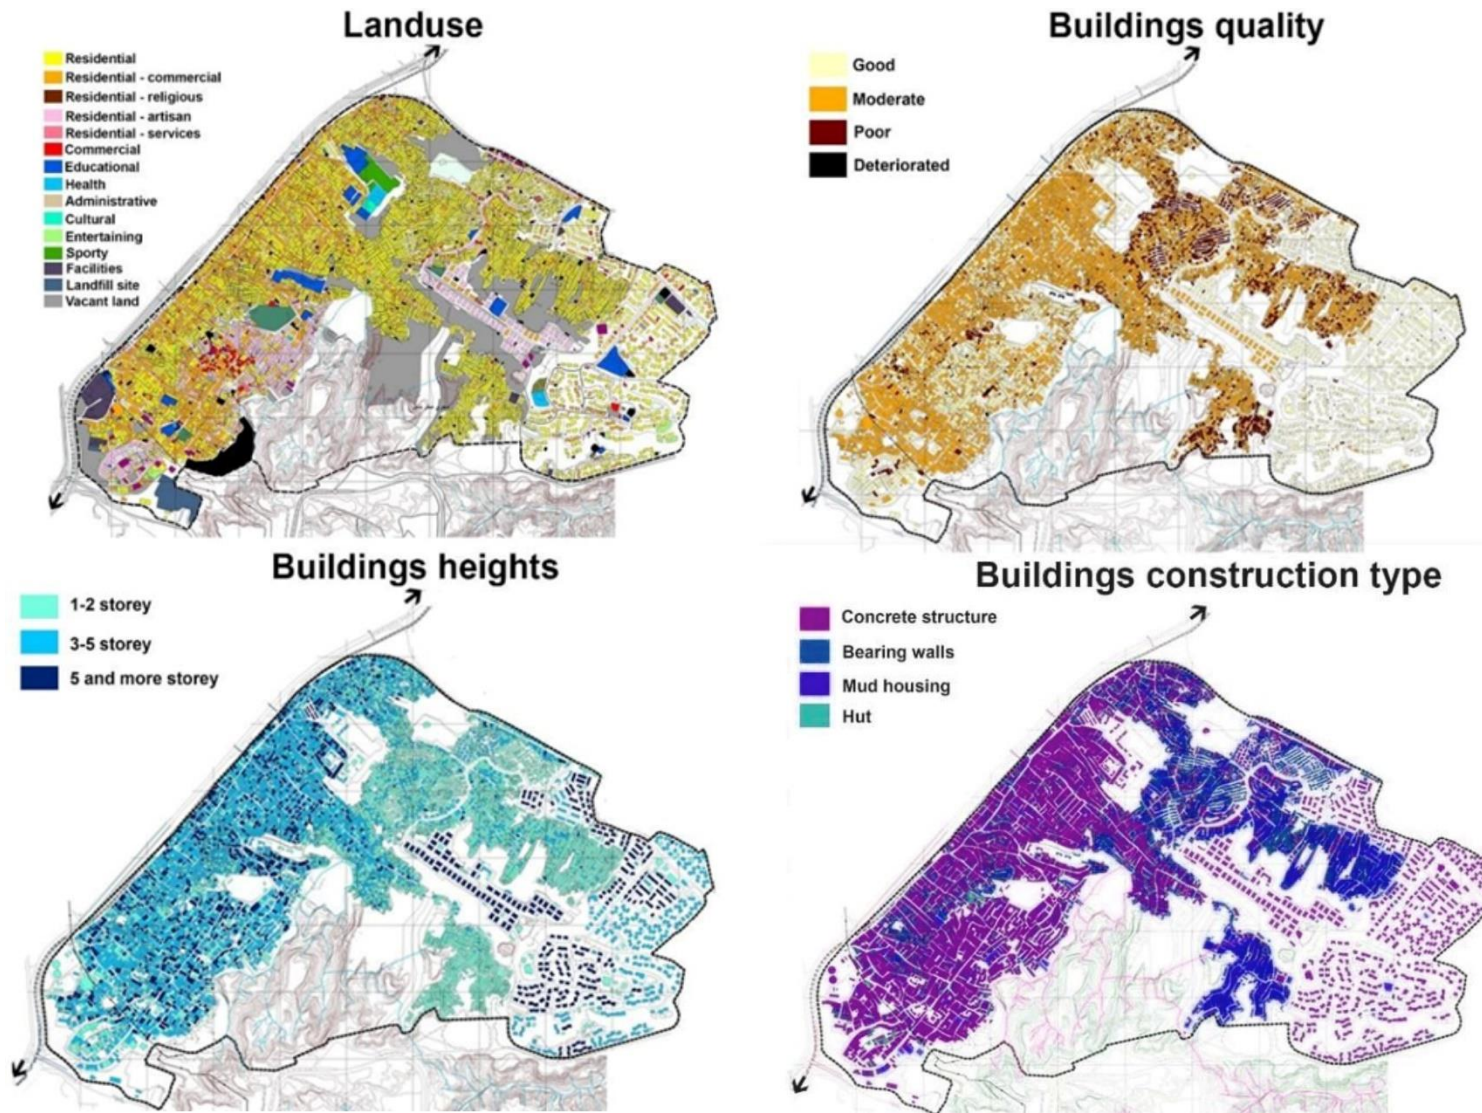 Landuse
Residential
Residential - commercial
Residential - religious
Residential - artisan
Residential - services
Commercial
Educational
Health
Administrative
Cultural
Entertaining
Sporty
Facilities
Landfill site
Vacant land
Buildings quality
Good
Moderate
Poor
Deteriorated
Buildings heights
1-2 storey
3-5 storey
5 and more storey
Buildings construction type
Concrete structure
Bearing walls
Mud housing
Hut